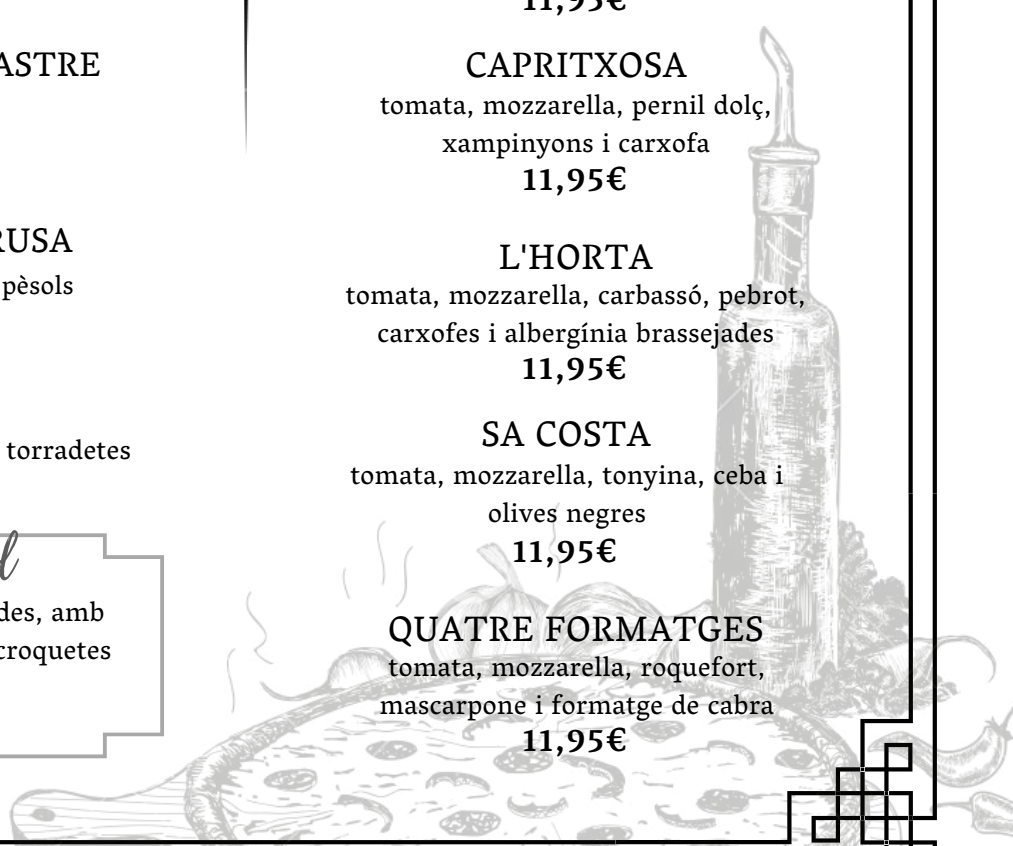 ASTRE
RUSA
pèsols
torradetes
des, amb
croquetes
11,95€
CAPRITXOSA
tomata, mozzarella, pernil dolç,
xampinyons i carxofa
11,95€
L'HORTA
tomata, mozzarella, carbassó, pebrot,
carxofes i albergínia brassejades
11,95€
SA COSTA
tomata, mozzarella, tonyina, ceba i
olives negres
11,95€
QUATRE FORMATGES
tomata, mozzarella, roquefort,
mascarpone i formatge de cabra
11,95€